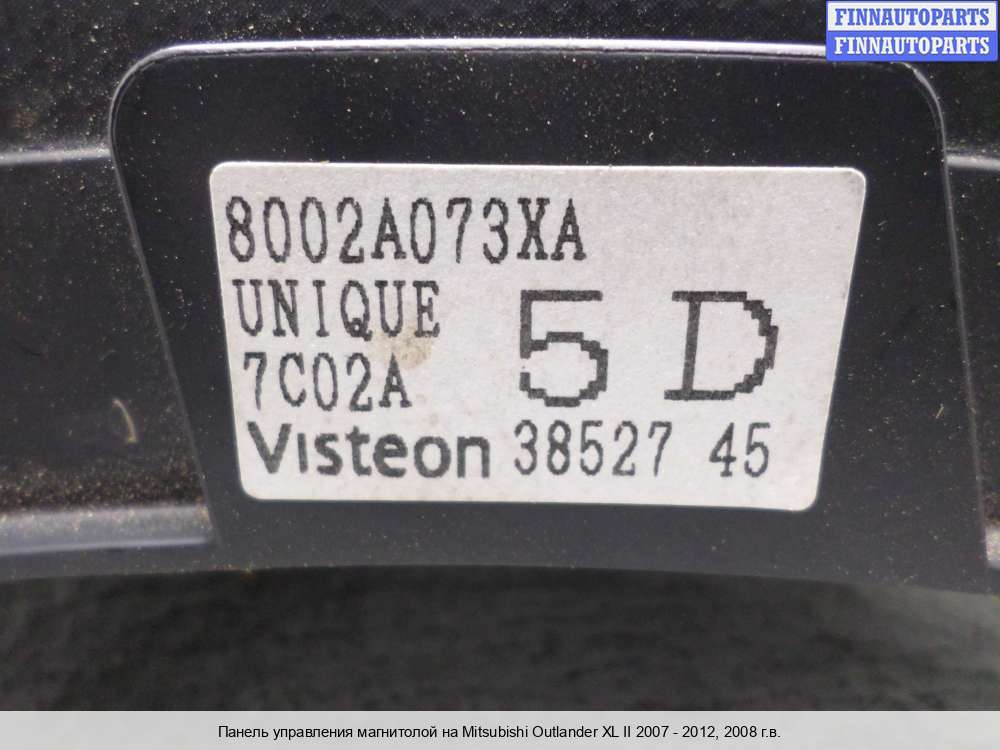 FINNAUTOPARTS
FINNAUTOPARTS
8002A073XA
UNIQUE
7C02A
5 D
Visteon 38527 45
Панель управления магнитолой на Mitsubishi Outlander XL II 2007 - 2012, 2008 г.в.